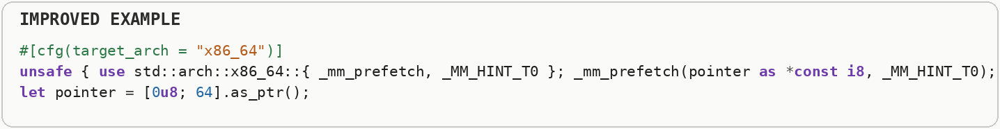 IMPROVED EXAMPLE
#[cfg(target_arch = "x86_64")]
unsafe { use std::arch::x86_64::{ _mm_prefetch, _MM_HINT_T0 }; _mm_prefetch(pointer as *const i8, _MM_HINT_T0);
let pointer = [0u8; 64].as_ptr();